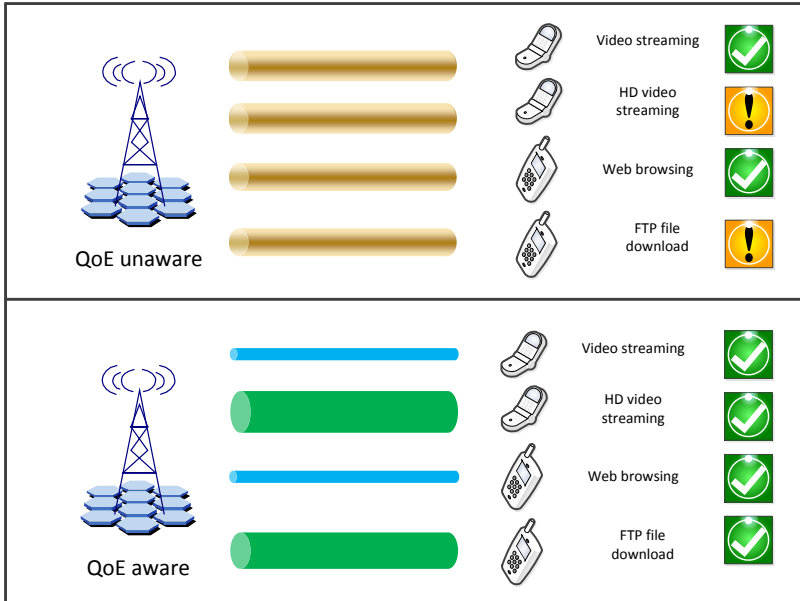 Video streaming
HD video
streaming
Web browsing
FTP file
download
QoE unaware
Video streaming
HD video
streaming
Web browsing
FTP file
download
QoE aware